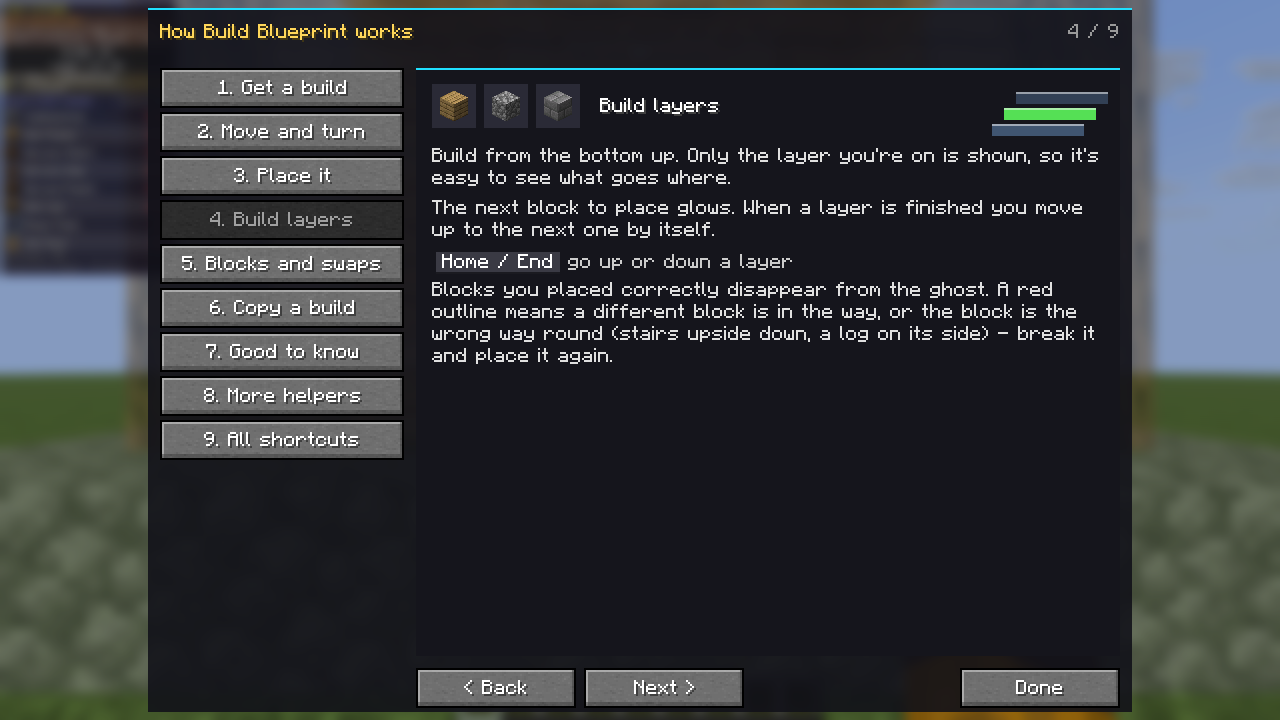 How Build Blueprint works
4 / 9
1. Get a build
2. Move and turn
3. Place it
4. Build layers
5. Blocks and swaps
6. Copy a build
7. Good to know
8. More helpers
9. All shortcuts
Build layers
Build from the bottom up. Only the layer you're on is shown, so it's
easy to see what goes where.
The next block to place glows. When a layer is finished you move
up to the next one by itself.
Home / End go up or down a layer
Blocks you placed correctly disappear from the ghost. A red
outline means a different block is in the way, or the block is the
wrong way round (stairs upside down, a log on its side) – break it
and place it again.
< Back
Next >
Done